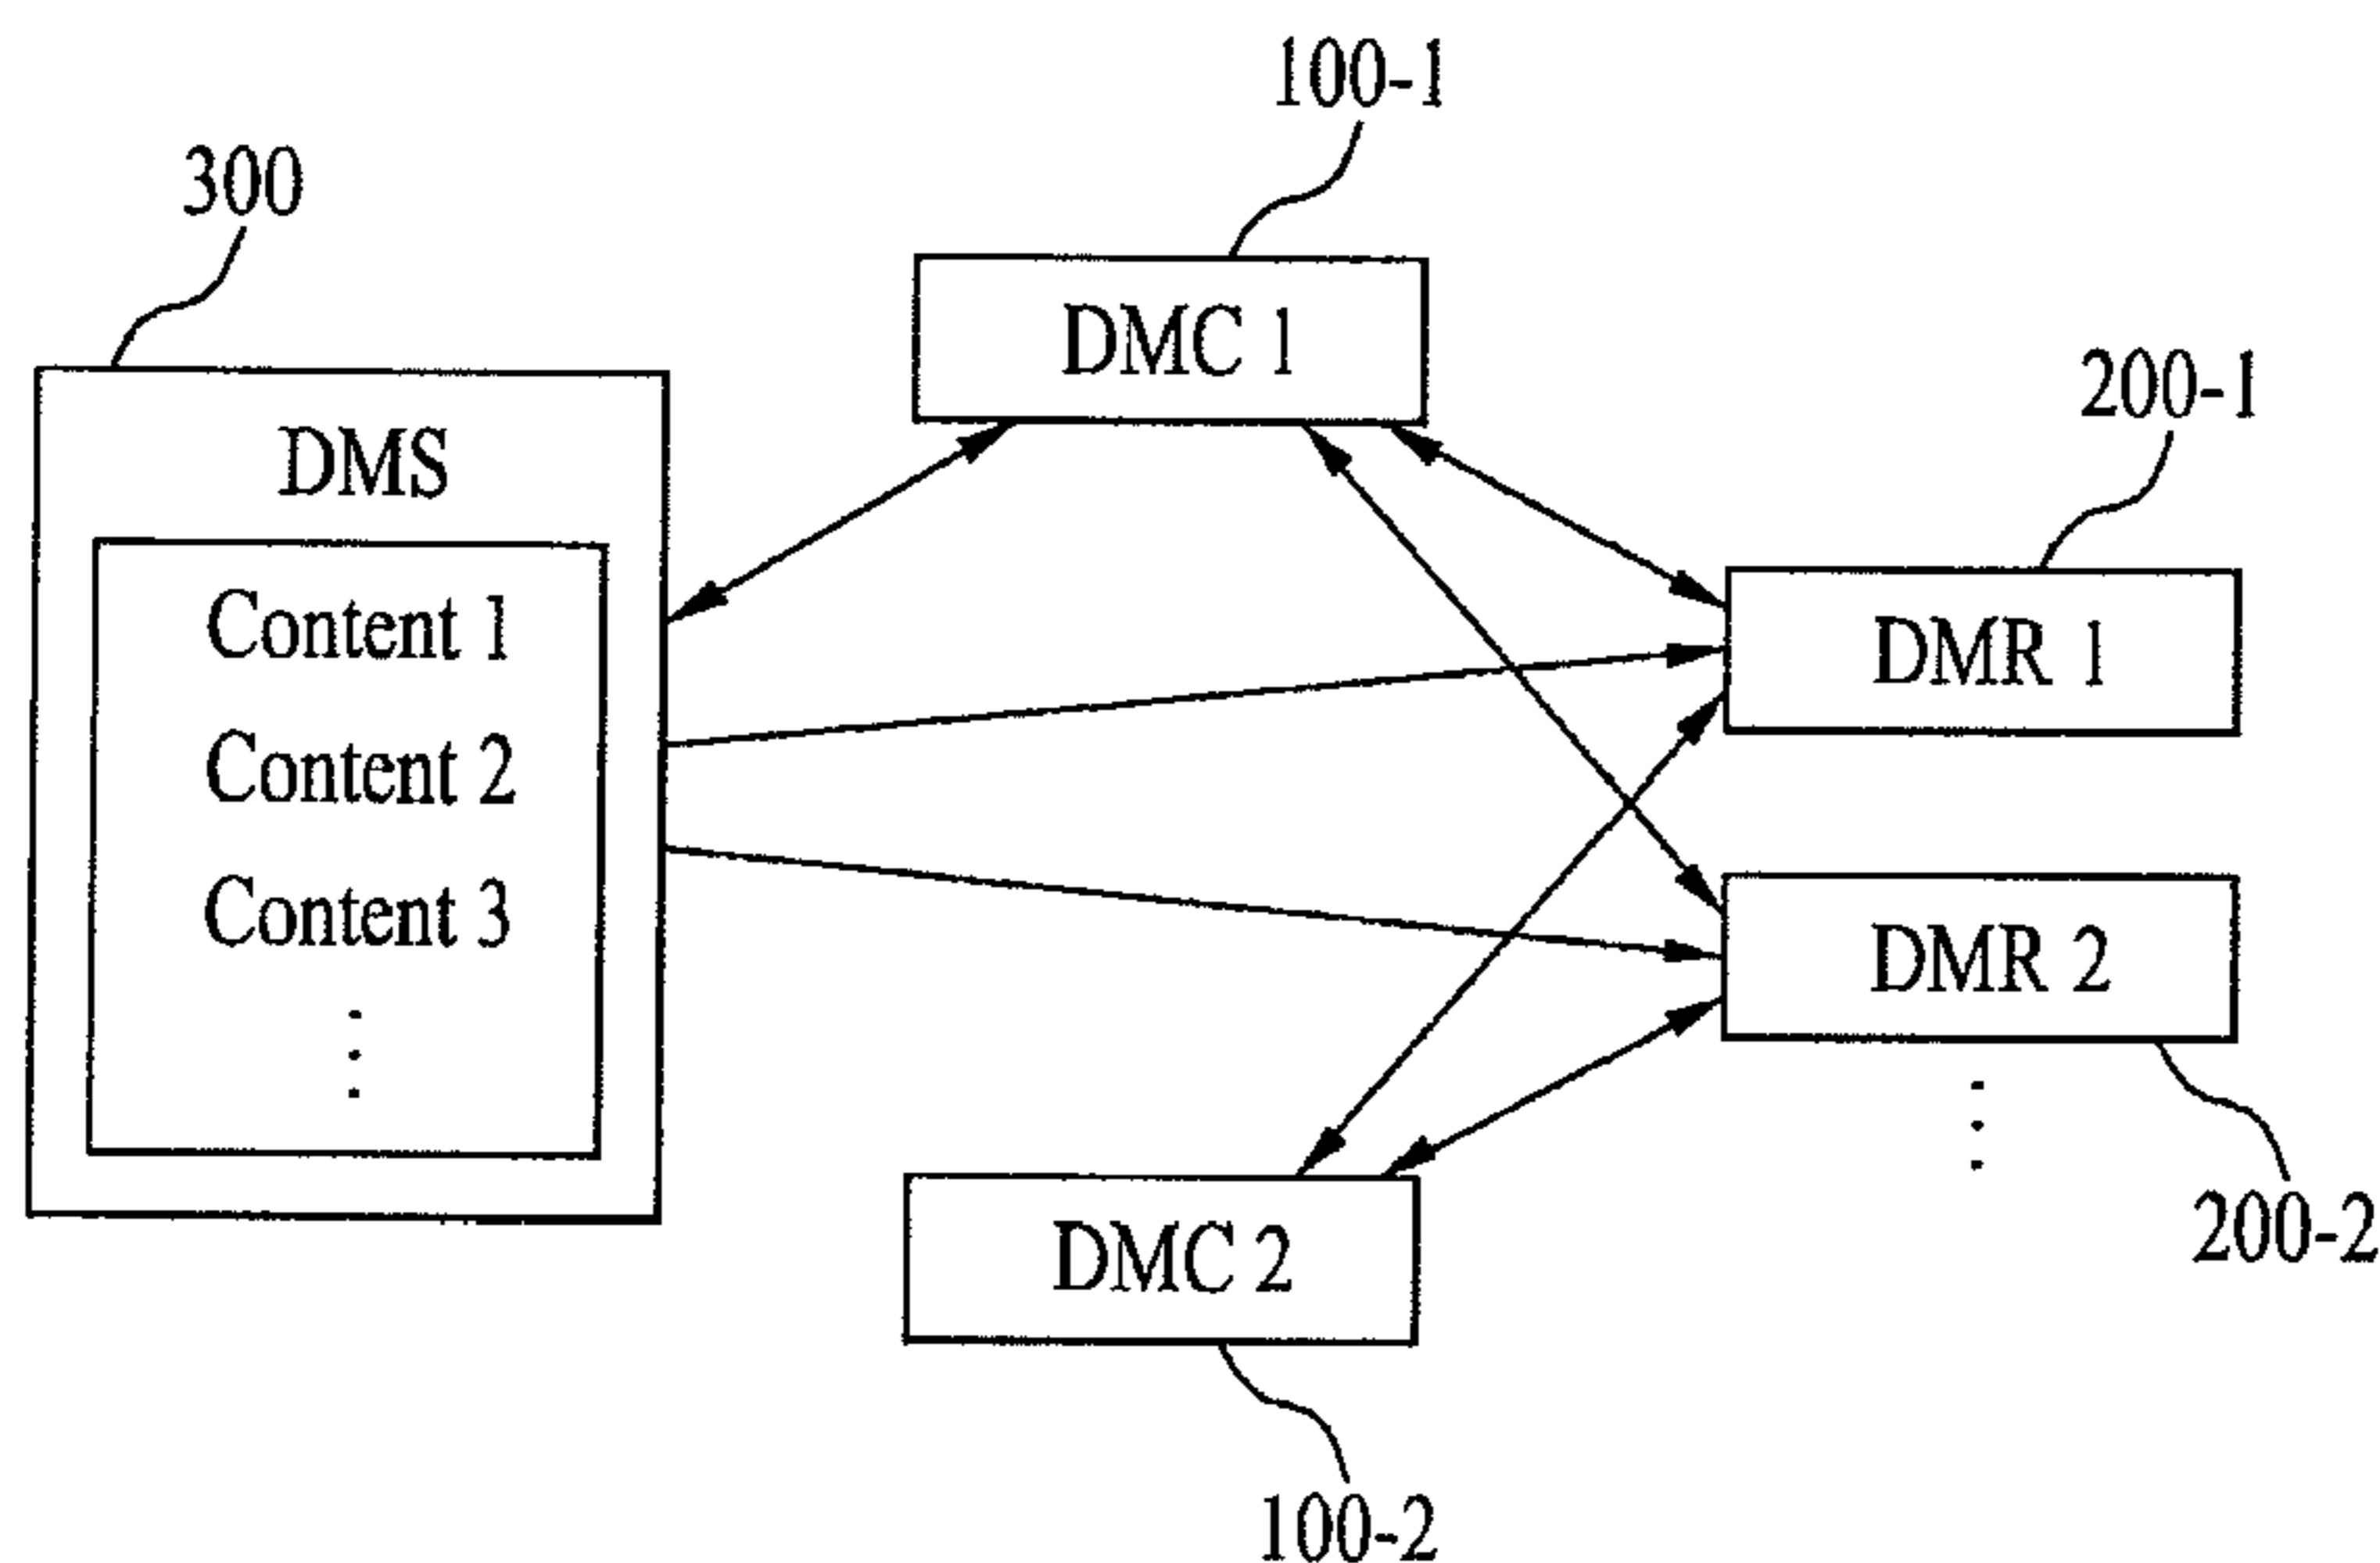 100-1
300
DMC 1
200-1
DMS
Content 1
DMR 1
Content 2
Content 3
DMR 2
200-2
DMC 2
100-2